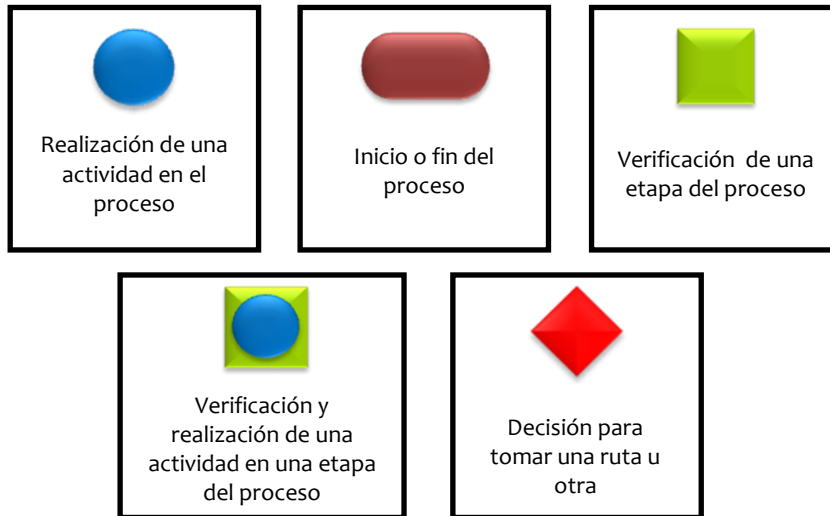 Realización de una
actividad en el
proceso
Inicio o fin del
proceso
Verificación de una
etapa del proceso
Verificación y
realización de una
actividad en una etapa
del proceso
Decisión para
tomar una ruta u
otra